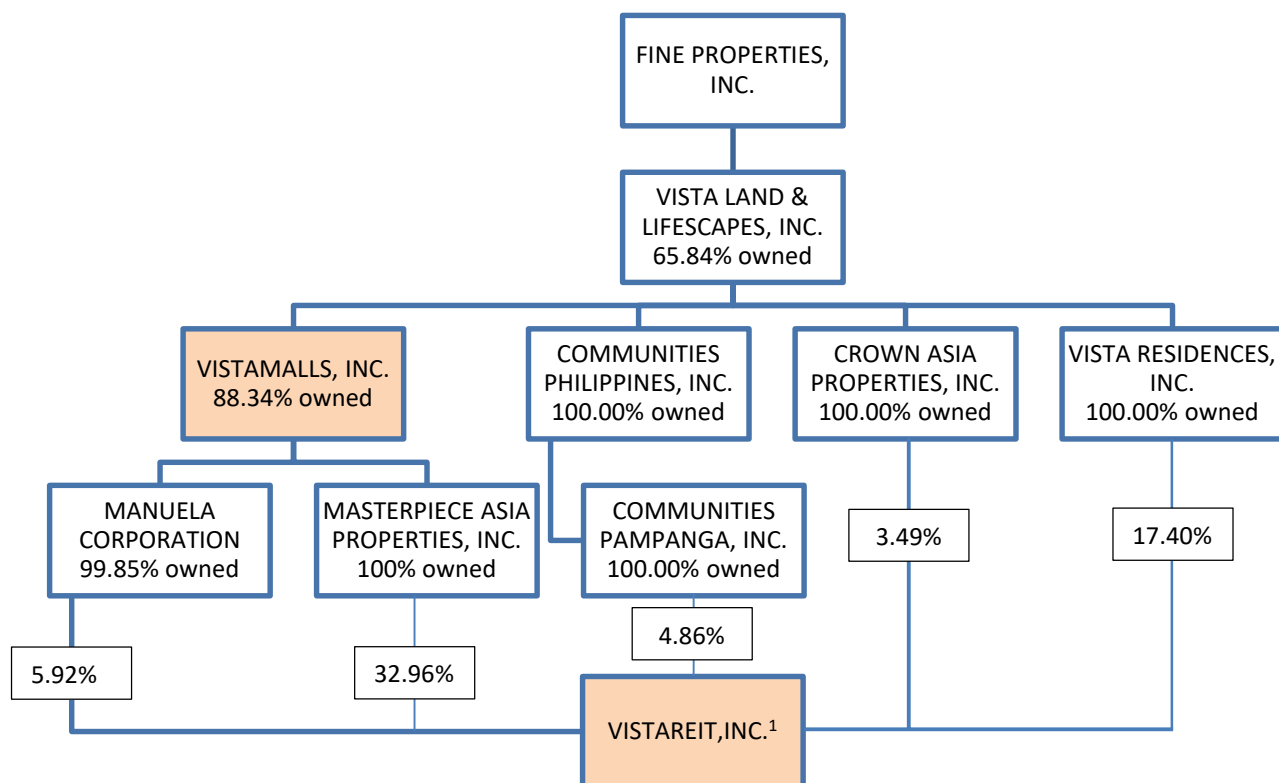 FINE PROPERTIES,
INC.
VISTA LAND &
LIFESCAPES, INC.
65.84% owned
VISTAMALLS, INC.
88.34% owned
COMMUNITIES
PHILIPPINES, INC.
100.00% owned
CROWN ASIA
PROPERTIES, INC.
100.00% owned
VISTA RESIDENCES,
INC.
100.00% owned
MANUELA
CORPORATION
99.85% owned
MASTERPIECE ASIA
PROPERTIES, INC.
100% owned
COMMUNITIES
PAMPANGA, INC.
100.00% owned
3.49%
17.40%
5.92%
32.96%
4.86%
VISTAREIT,INC.¹